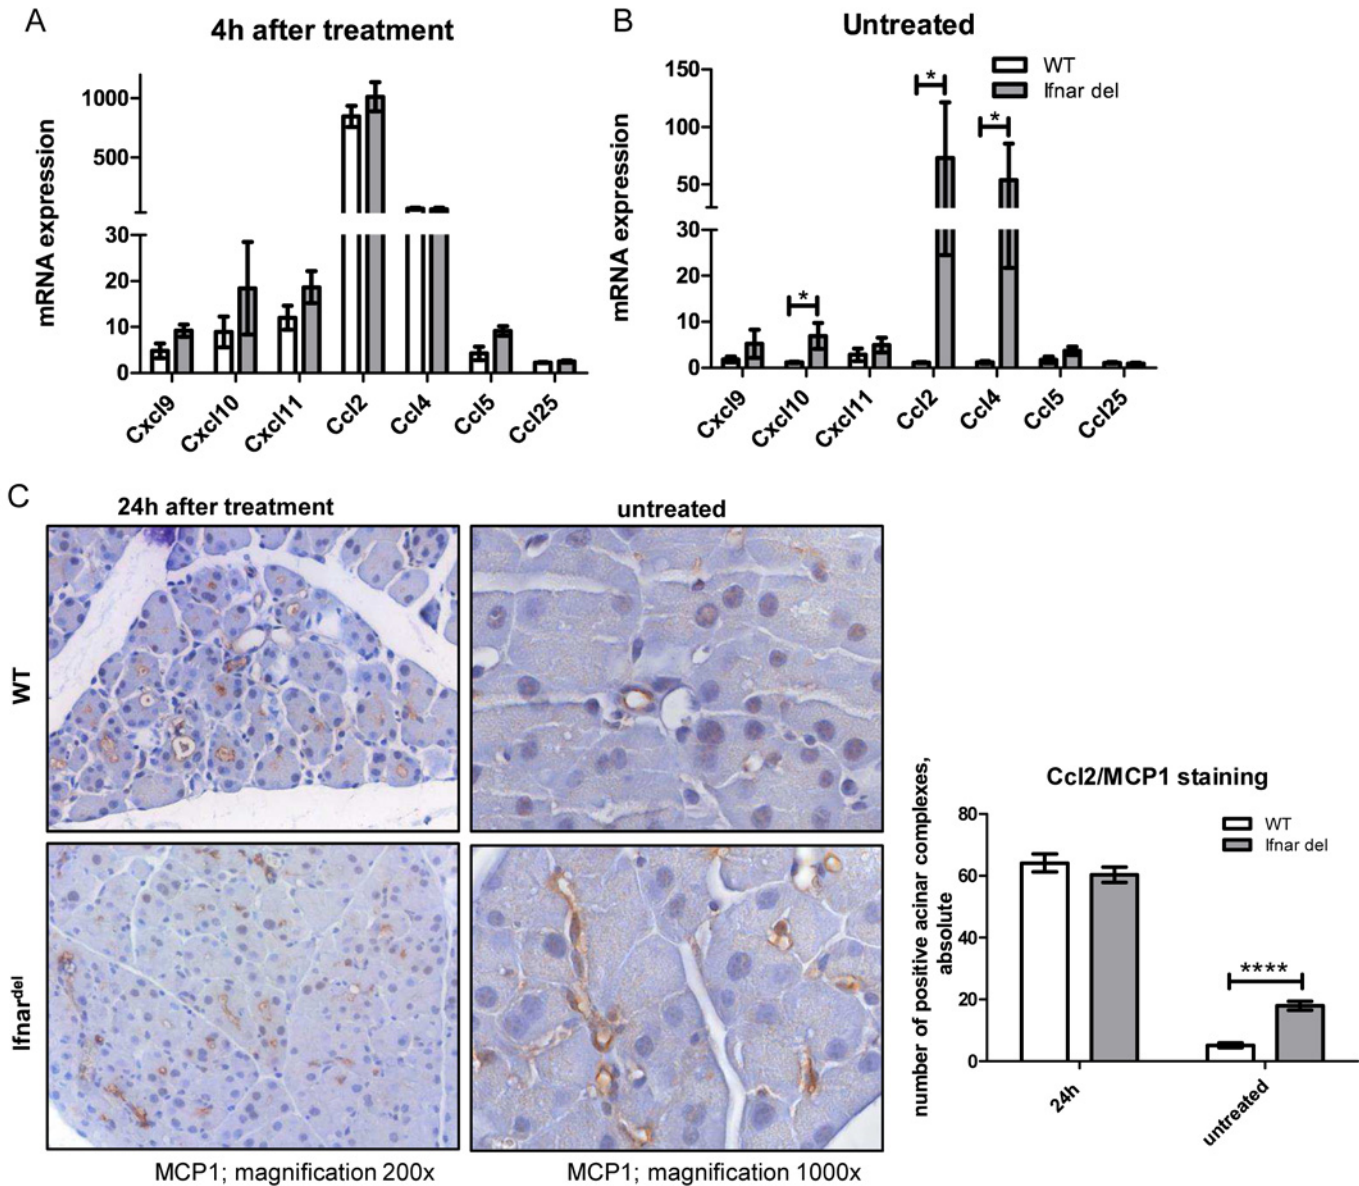 A
4h after treatment
mRNA expression
1000
500
30
20
10
0
Cxcl9
Cxcl10
Cxcl11
Ccl2
Ccl4
Ccl5
Ccl25
B
Untreated
WT
Ifnar del
mRNA expression
150
100
50
30
20
10
0
*
*
*
Cxcl9
Cxcl10
Cxcl11
Ccl2
Ccl4
Ccl5
Ccl25
C
24h after treatment
untreated
WT
Ifnardel
MCP1; magnification 200x
MCP1; magnification 1000x
Ccl2/MCP1 staining
WT
Ifnar del
number of positive acinar complexes,
absolute
80
60
40
20
0
****
24h
untreated